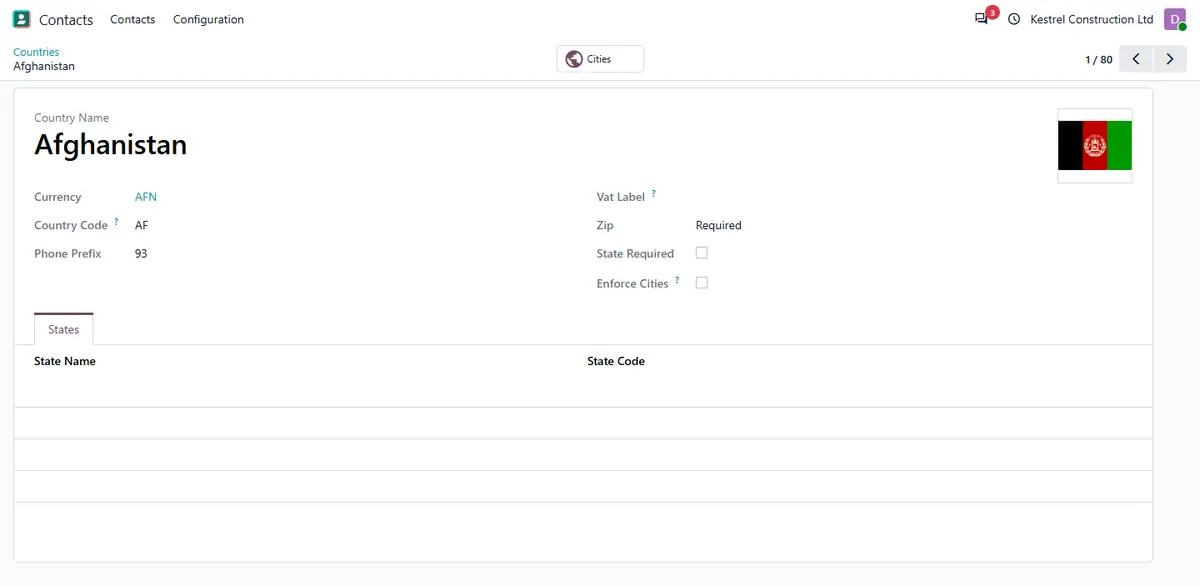 Contacts Contacts Configuration 3 Kestrel Construction Ltd D
Countries
Afghanistan
Cities
1 / 80
Country Name
Afghanistan
Currency AFN
Country Code ? AF
Phone Prefix 93
Vat Label ?
Zip Required
State Required
Enforce Cities ?
States
State Name State Code